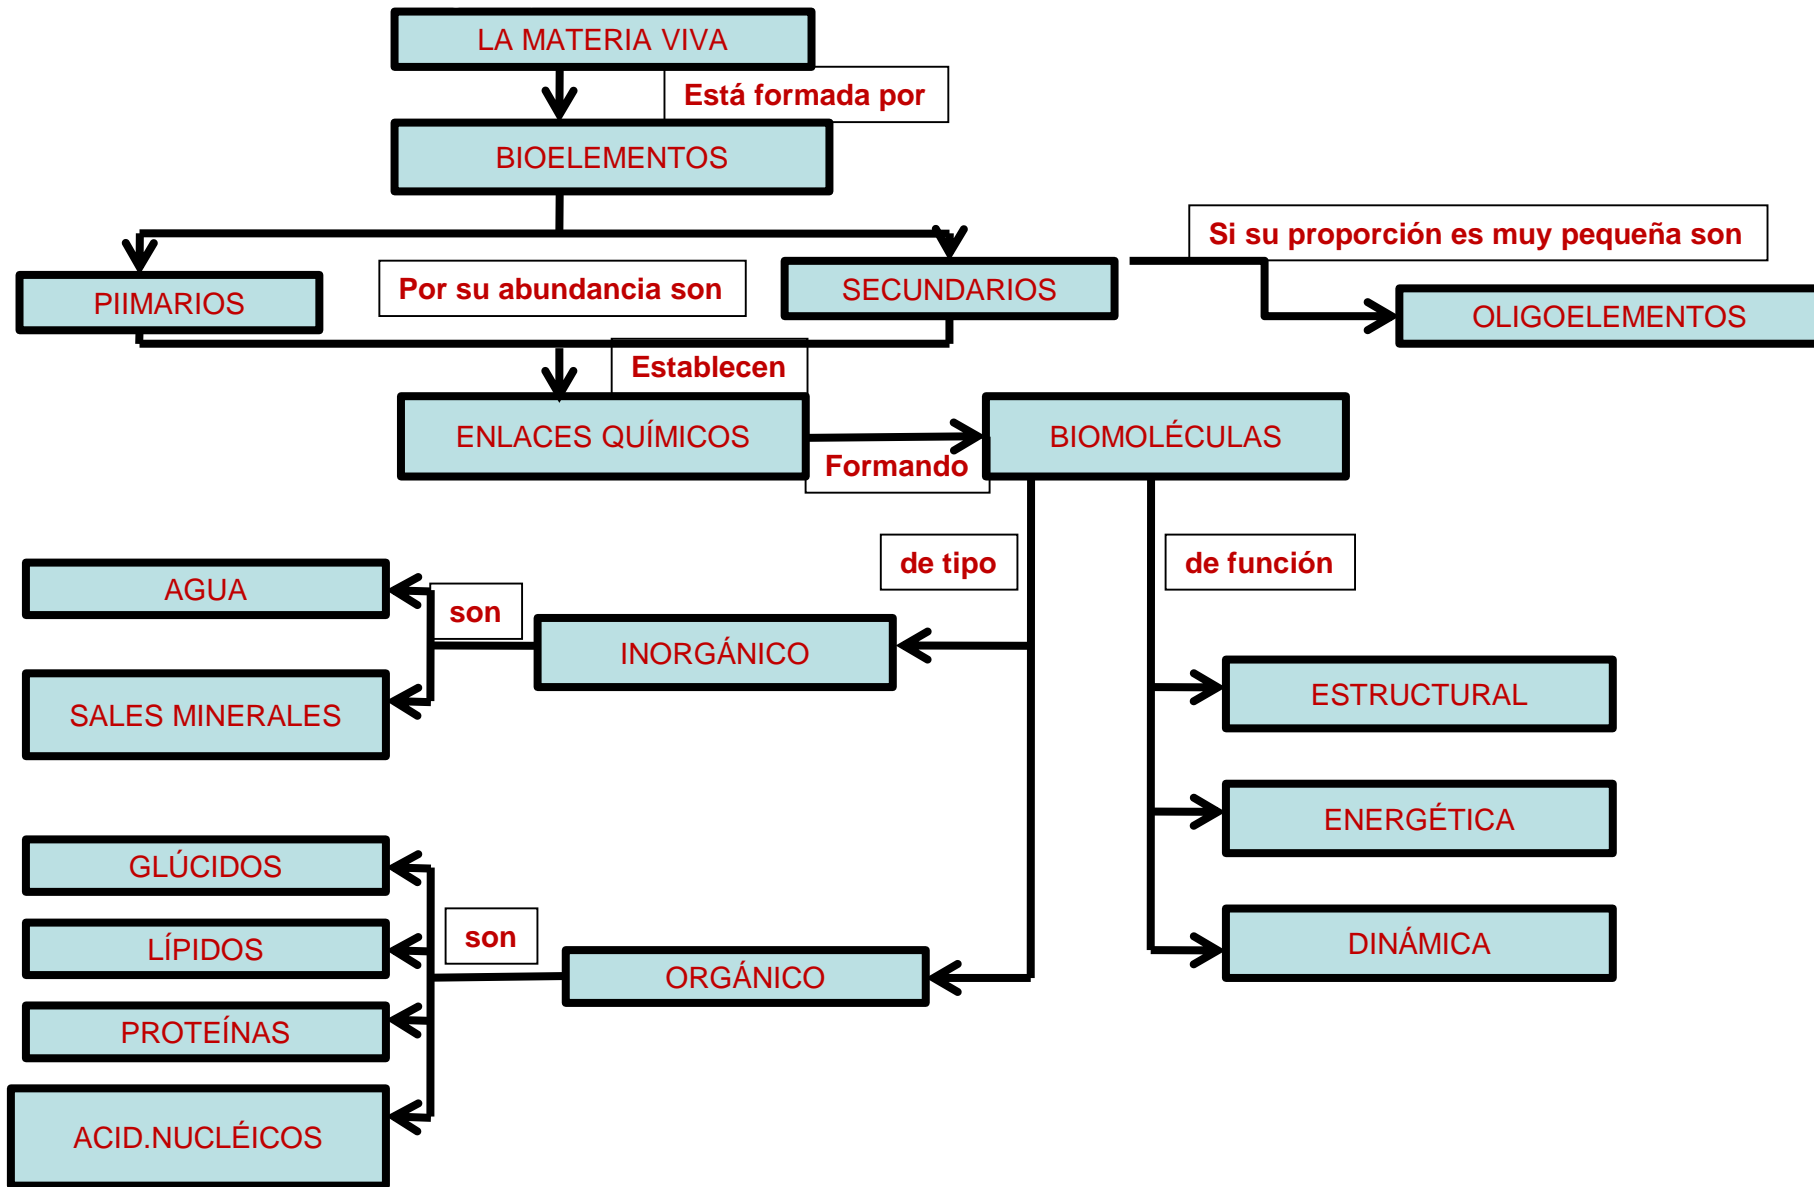 LA MATERIA VIVA
Está formada por
BIOELEMENTOS
Si su proporción es muy pequeña son
PIIMARIOS
Por su abundancia son
SECUNDARIOS
OLIGOELEMENTOS
Establecen
ENLACES QUÍMICOS
Formando
BIOMOLÉCULAS
de tipo
de función
AGUA
son
INORGÁNICO
SALES MINERALES
ESTRUCTURAL
ENERGÉTICA
GLÚCIDOS
son
LÍPIDOS
DINÁMICA
ORGÁNICO
PROTEÍNAS
ACID.NUCLÉICOS